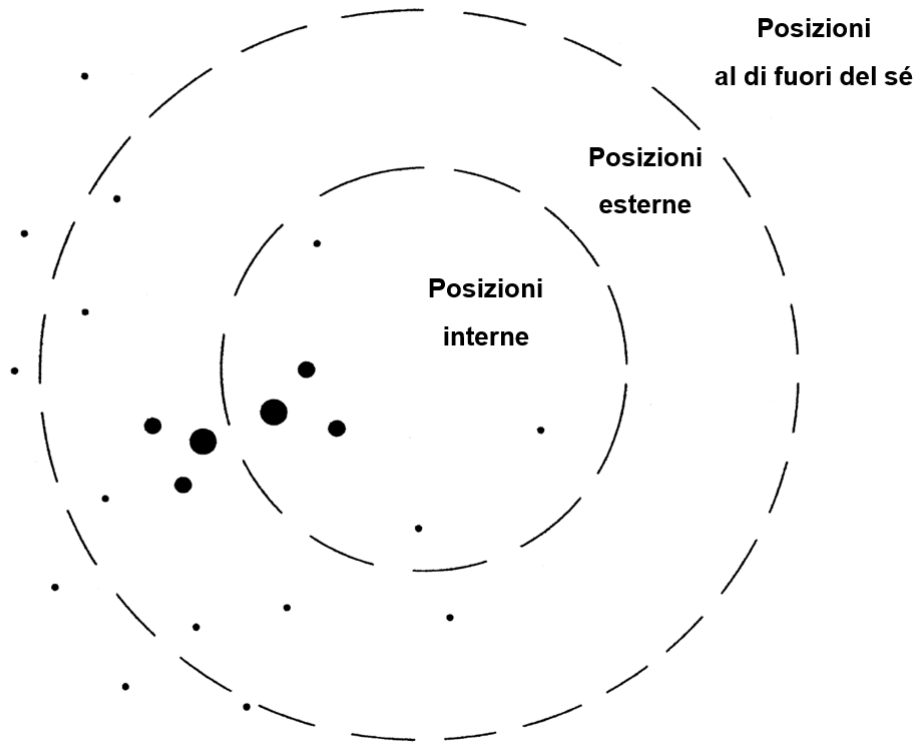 Posizioni
al di fuori del sé
Posizioni
esterne
Posizioni
interne